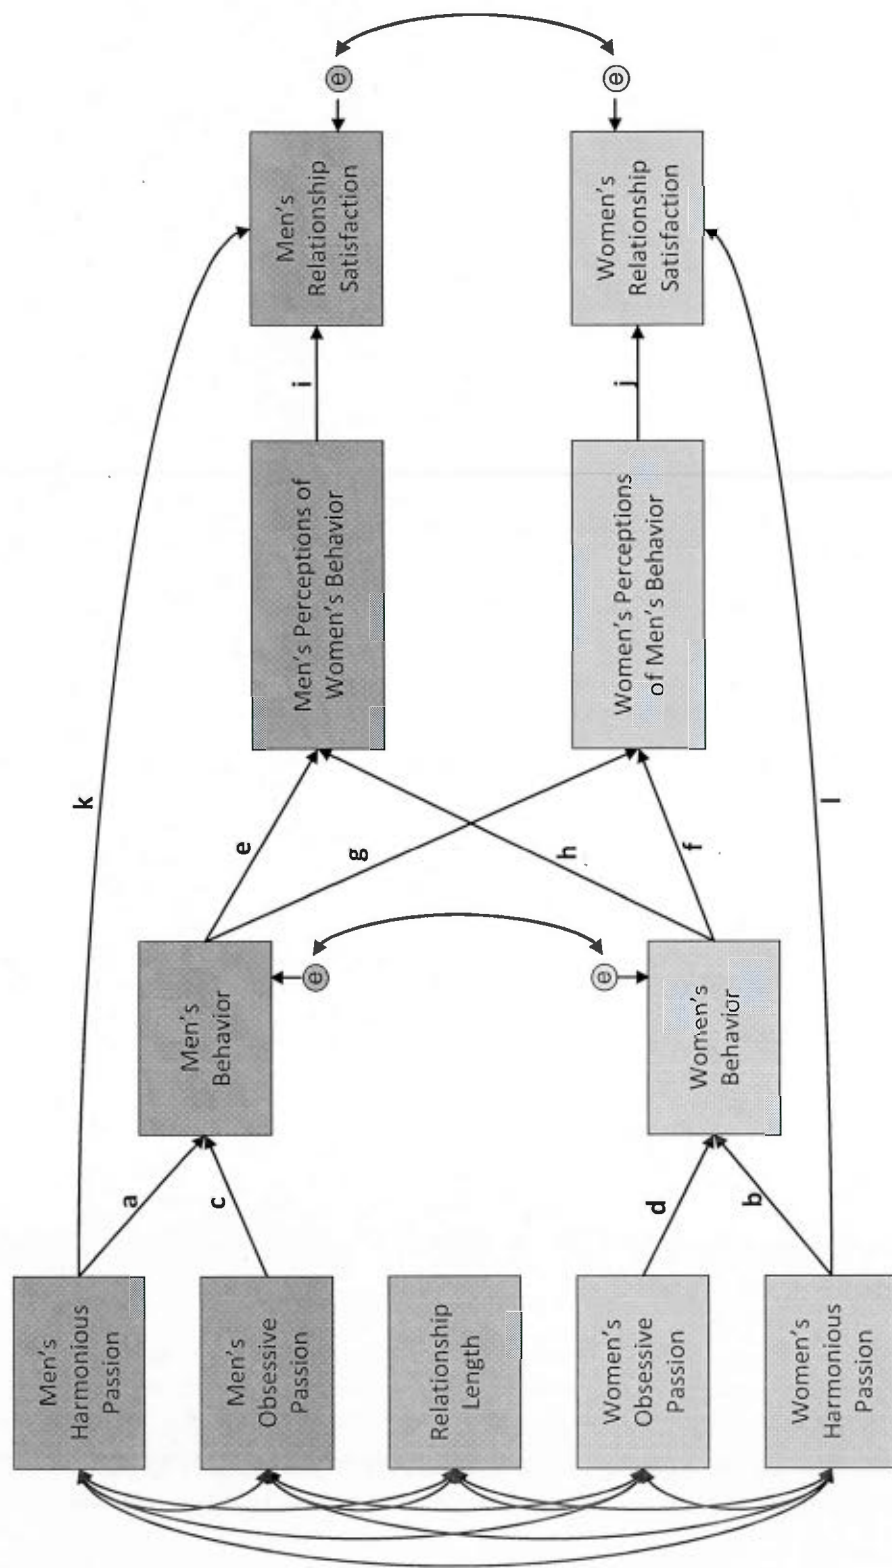 Men's
Harmonious
Passion
Men's
Obsessive
Passion
Relationship
Length
Women's
Obsessive
Passion
Women's
Harmonious
Passion
a
c
d
b
k
Men's
Behavior
e
Women's
Behavior
e
e
g
h
f
l
Men's Perceptions of
Women's Behavior
Women's Perceptions
of Men's Behavior
i
j
Men's
Relationship
Satisfaction
e
Women's
Relationship
Satisfaction
e